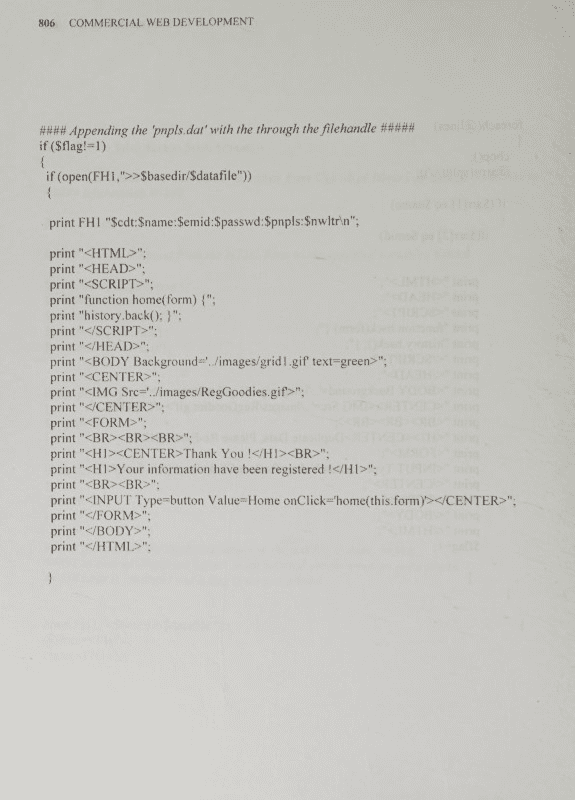 806 COMMERCIAL WEB DEVELOPMENT
#### Appending the 'pnpls.dat' with the through the filehandle #####
if ($flag!=1)
{
if (open(FH1,">>$basedir/$datafile"))
{
print FH1 "$cdt:$name:$emid:$passwd:$pnpls:$nwltr\n";
print "<HTML>";
print "<HEAD>";
print "<SCRIPT>";
print "function home(form) {";
print "history.back(); }";
print "</SCRIPT>";
print "</HEAD>";
print "<BODY Background='../images/grid1.gif' text=green>";
print "<CENTER>";
print "<IMG Src='../images/RegGoodies.gif'>";
print "</CENTER>";
print "<FORM>";
print "<BR><BR><BR>";
print "<H1><CENTER>Thank You !</H1><BR>";
print "<H1>Your information have been registered !</H1>";
print "<BR><BR>";
print "<INPUT Type=button Value=Home onClick='home(this.form)'></CENTER>";
print "</FORM>";
print "</BODY>";
print "</HTML>";
}